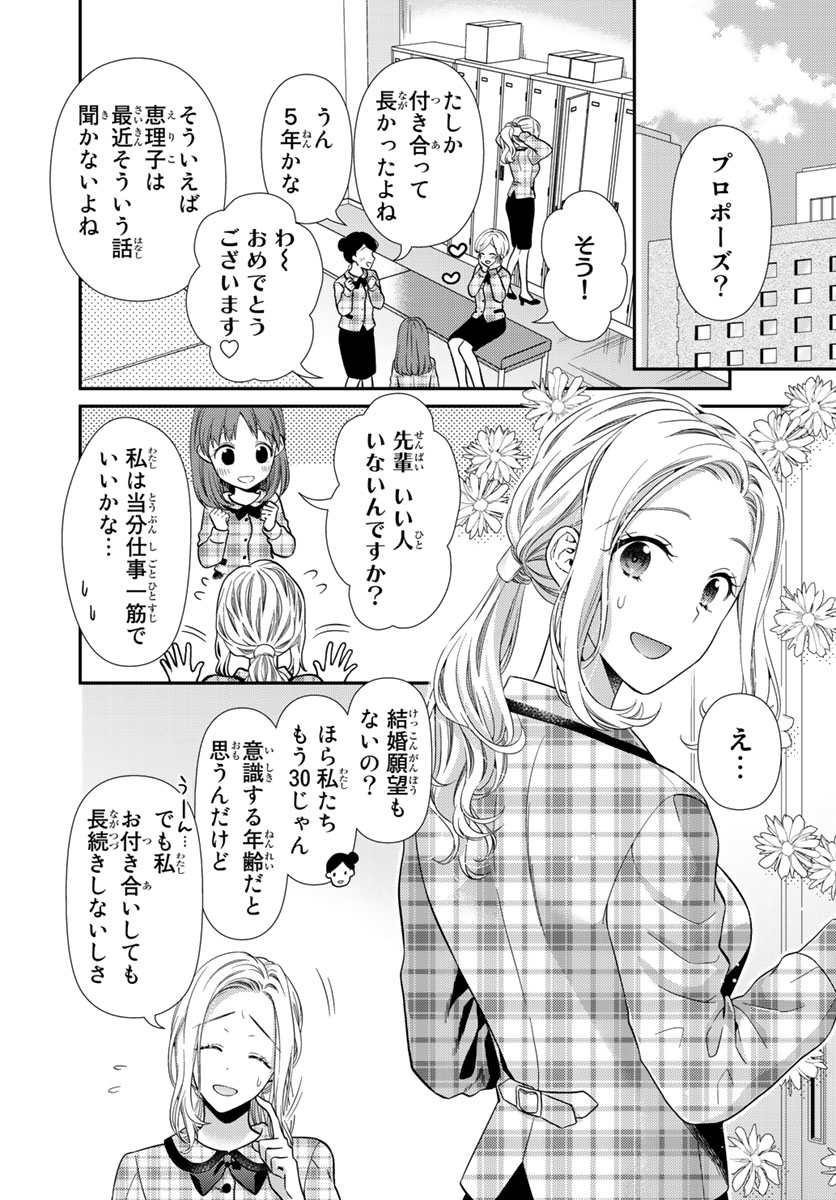 プロポーズ?
そう!
たしか
付き合って
長かったよね
うん
5年かな
わ〜
おめでとう
ございます♡
そういえば
恵理子は
最近そういう話
聞かないよね
え…
先輩 いい人
いないんですか?
私は当分仕事一筋で
いいかな…
結婚願望も
ないの?
ほら私たち
もう30じゃん
意識する年齢だと
思うんだけど
うーん…
でも私
お付き合いしても
長続きしないしさ